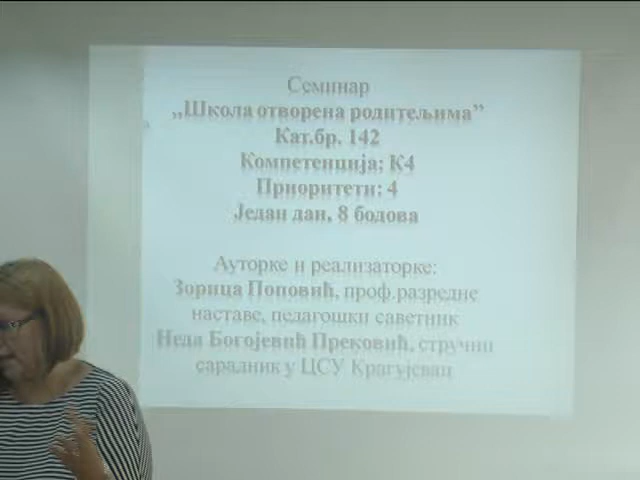 Семинар
„Школа отворена родитељима”
Кат.бр. 142
Компетенција; К4
Приоритети: 4
Један дан, 8 бодова
Ауторке и реализаторке:
Зорица Поповић, проф.разредне
наставе, педагошки саветник
Неда Богојевић Прековић, стручни
сарадник у ЦСУ Крагујевац